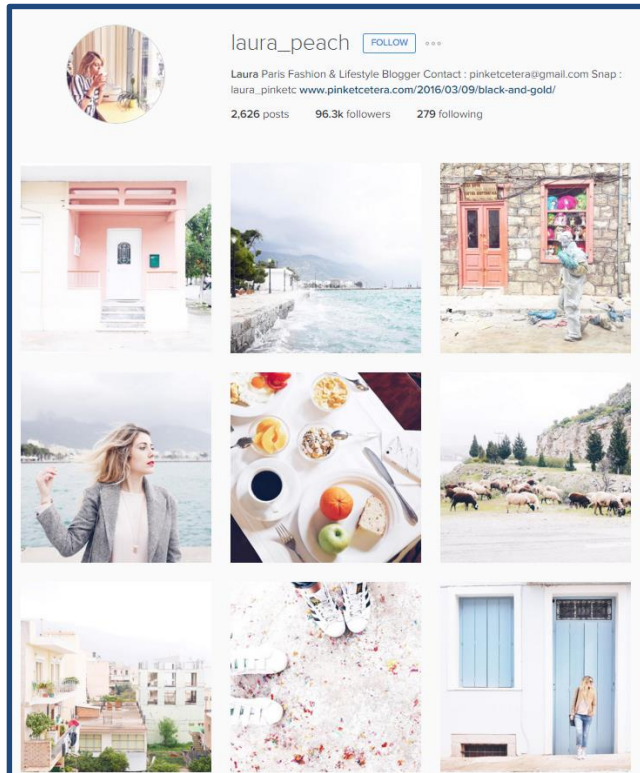 laura_peach FOLLOW
Laura Paris Fashion & Lifestyle Blogger Contact : pinketcetera@gmail.com Snap :
laura_pinketc www.pinketcetera.com/2016/03/09/black-and-gold/
2,626 posts 96.3k followers 279 following